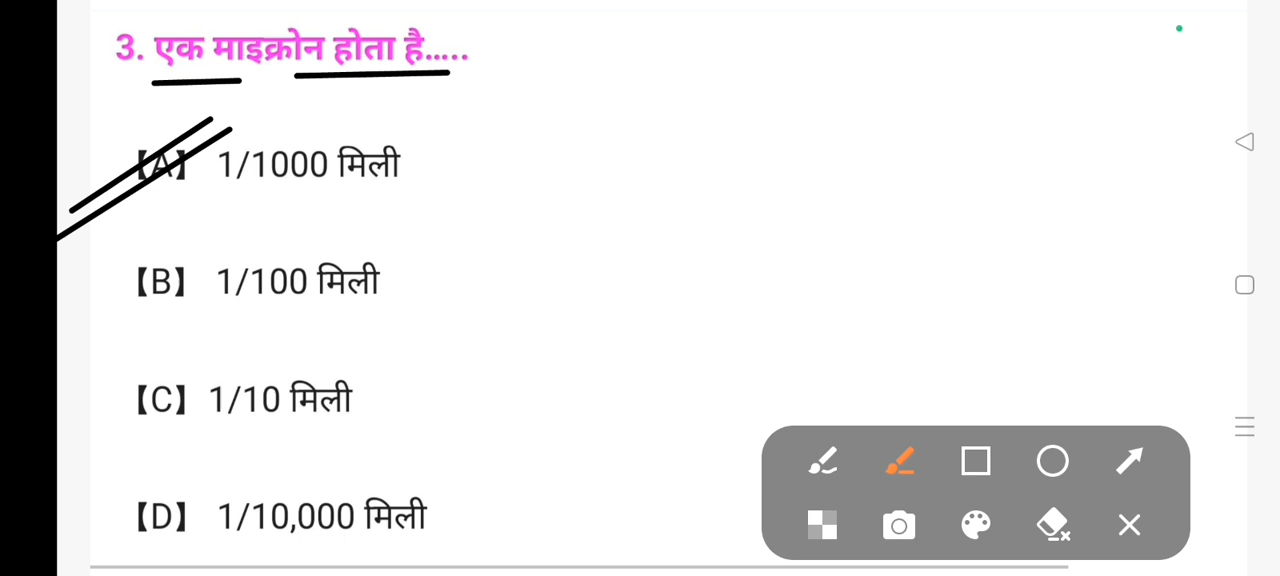 3. एक माइक्रोन होता है.....
【A】 1/1000 मिली
【B】 1/100 मिली
【C】 1/10 मिली
【D】 1/10,000 मिली